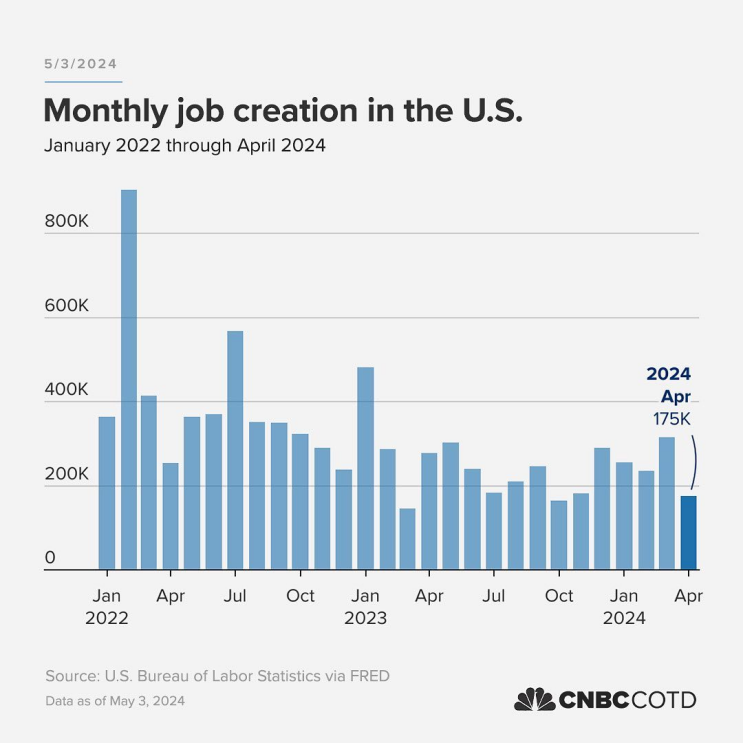 5/3/2024
Monthly job creation in the U.S.
January 2022 through April 2024
800K
600K
400K
200K
0
2024
Apr
175K
Jan Apr Jul Oct Jan Apr Jul Oct Jan Apr
2022 2023 2024
Source: U.S. Bureau of Labor Statistics via FRED
Data as of May 3, 2024
CNBCCOTD